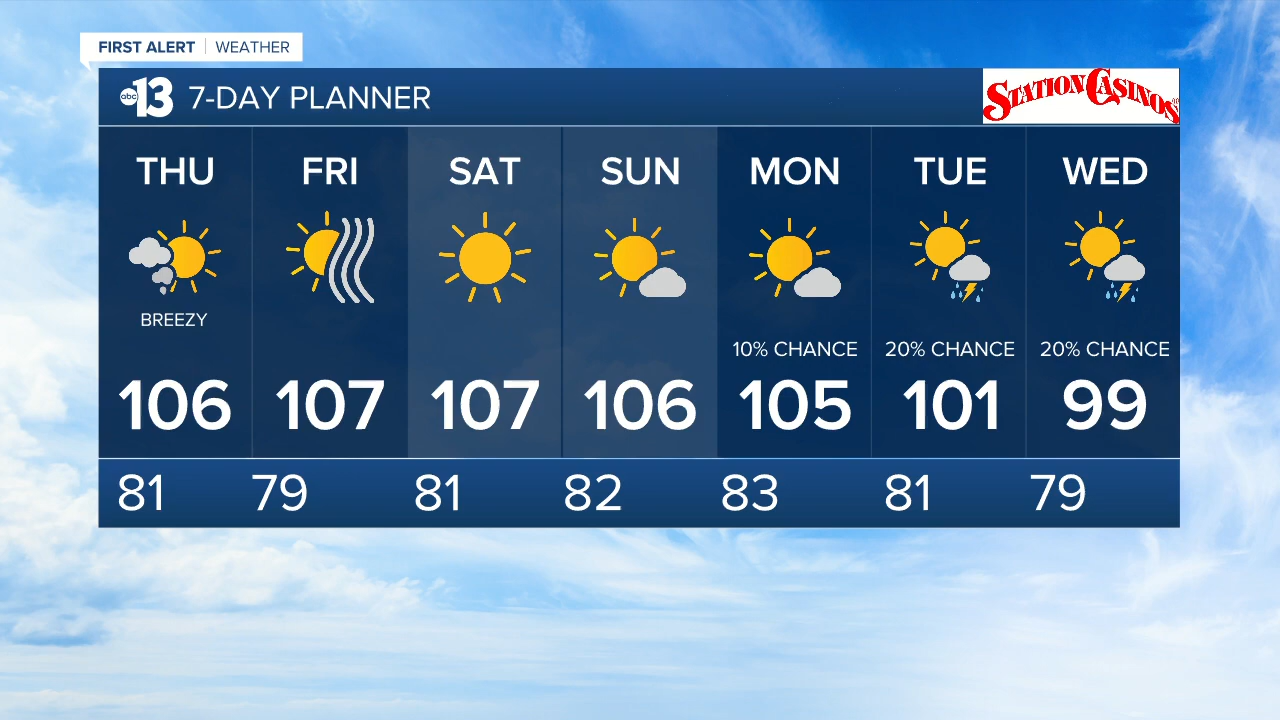 FIRST ALERT | WEATHER
abc 13 7-DAY PLANNER
STATION CASINOS
THU FRI SAT SUN MON TUE WED
BREEZY
10% CHANCE 20% CHANCE 20% CHANCE
106 107 107 106 105 101 99
81 79 81 82 83 81 79